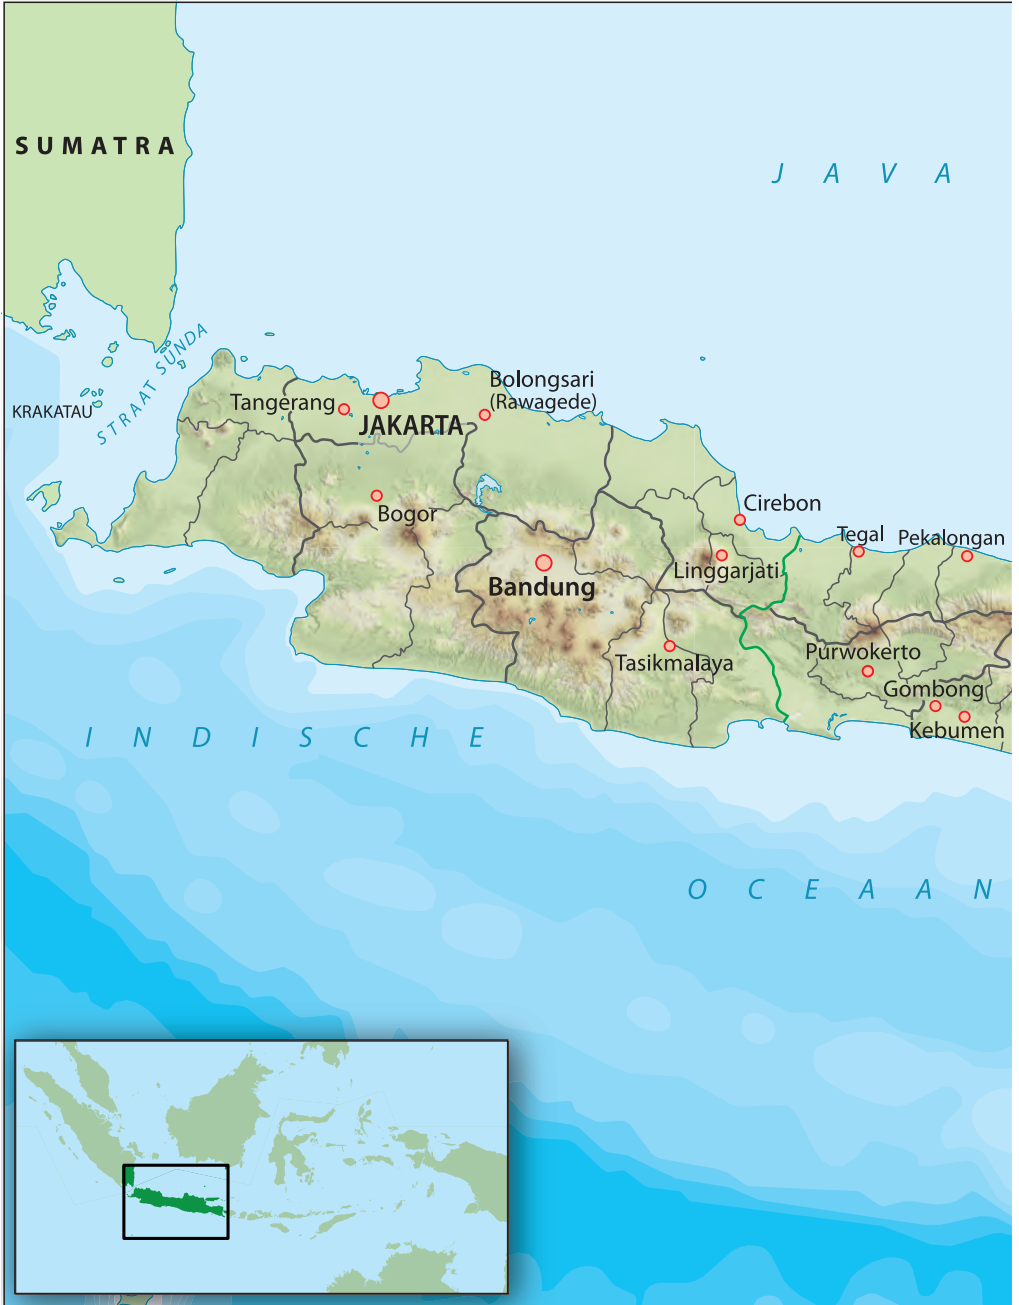 SUMATRA
JAVA
STRAAT SUNDA
KRAKATAU
Tangerang
JAKARTA
Bolongsari
(Rawagede)
Bogor
Cirebon
Tegal
Pekalongan
Linggarjati
Bandung
Tasikmalaya
Purwokerto
Gombong
Kebumen
INDISCHE
OCEAAN